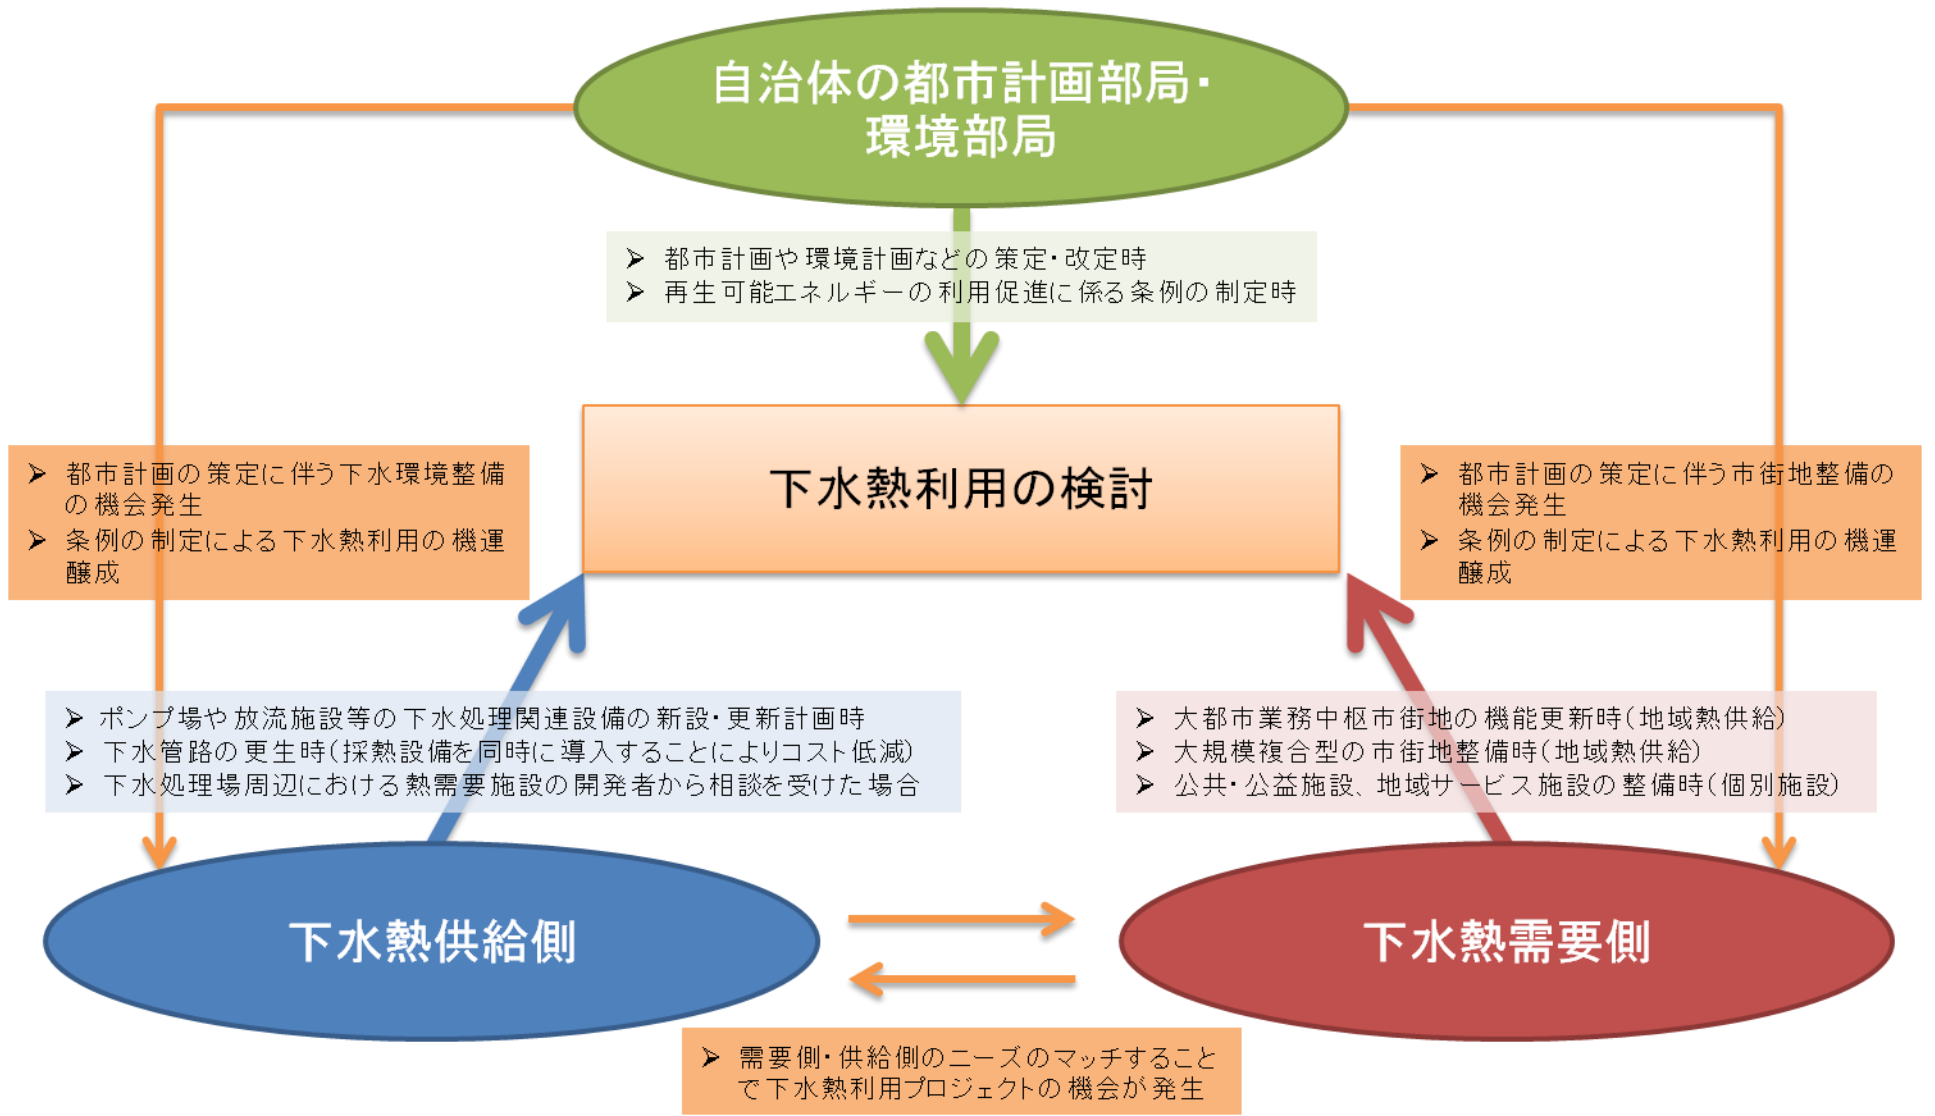 自治体の都市計画部局・
環境部局
➢ 都市計画や環境計画などの策定・改定時
➢ 再生可能エネルギーの利用促進に係る条例の制定時
下水熱利用の検討
➢ 都市計画の策定に伴う下水環境整備
の機会発生
➢ 条例の制定による下水熱利用の機運
醸成
➢ 都市計画の策定に伴う市街地整備の
機会発生
➢ 条例の制定による下水熱利用の機運
醸成
➢ ポンプ場や放流施設等の下水処理関連設備の新設・更新計画時
➢ 下水管路の更生時(採熱設備を同時に導入することによりコスト低減)
➢ 下水処理場周辺における熱需要施設の開発者から相談を受けた場合
➢ 大都市業務中枢市街地の機能更新時(地域熱供給)
➢ 大規模複合型の市街地整備時(地域熱供給)
➢ 公共・公益施設、地域サービス施設の整備時(個別施設)
下水熱供給側
下水熱需要側
➢ 需要側・供給側のニーズのマッチすること
で下水熱利用プロジェクトの機会が発生